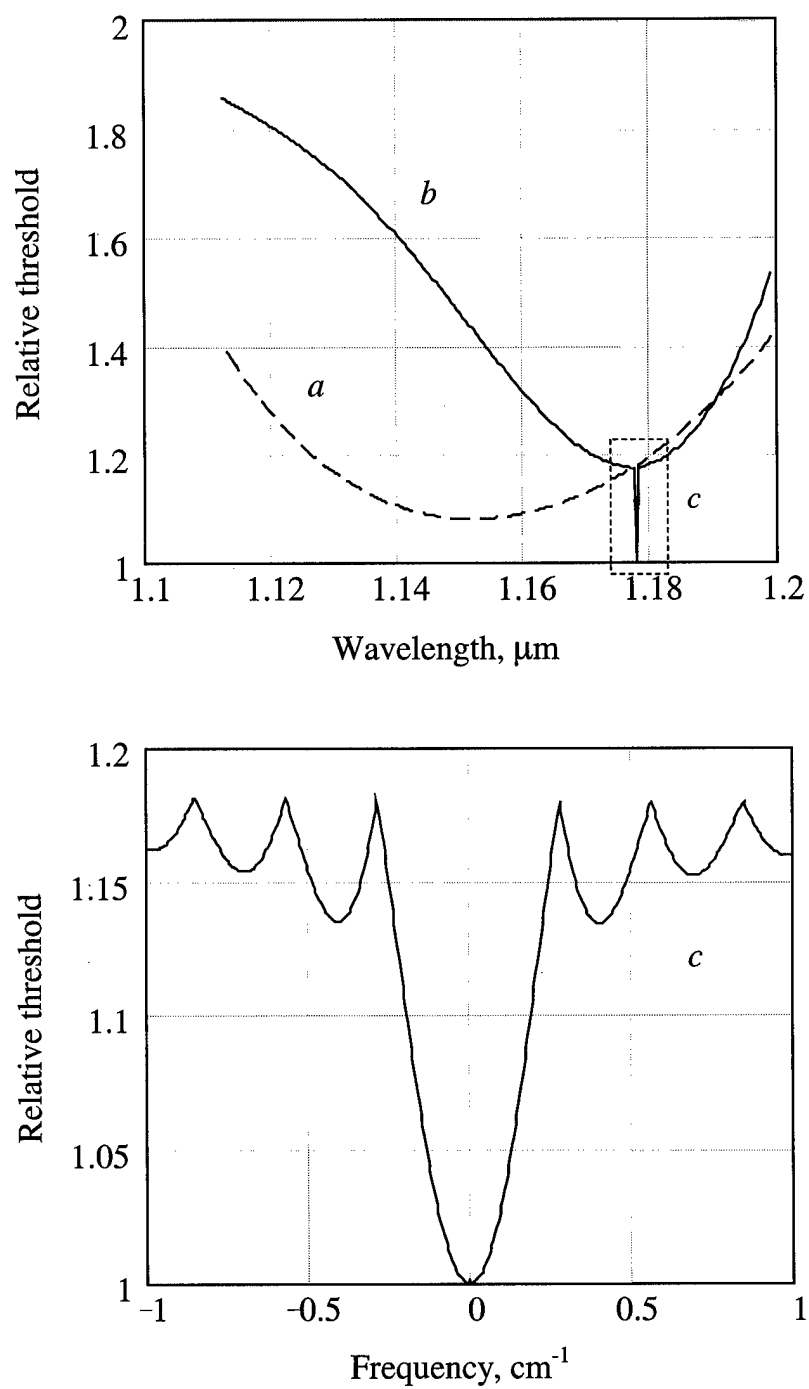 2
1.8
1.6
1.4
1.2
1
Relative threshold
b
a
c
1.1 1.12 1.14 1.16 1.18 1.2
Wavelength, μm
1.2
1.15
1.1
1.05
1
Relative threshold
c
−1 −0.5 0 0.5 1
Frequency, cm⁻¹